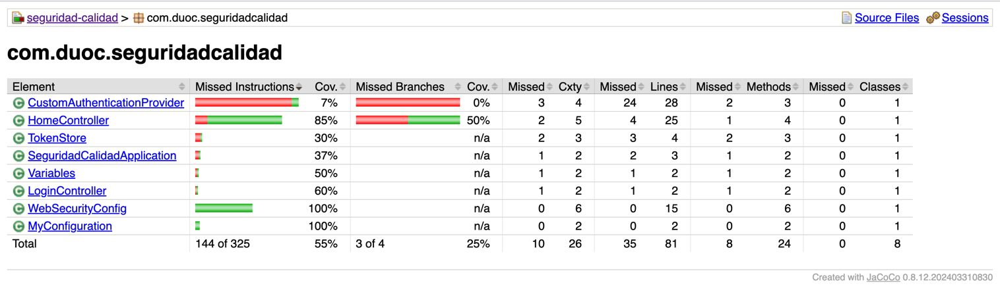 seguridad-calidad > com.duoc.seguridadcalidad Source Files Sessions
com.duoc.seguridadcalidad
Element Missed Instructions Cov. Missed Branches Cov. Missed Cxty Missed Lines Missed Methods Missed Classes
CustomAuthenticationProvider 7% 0% 3 4 24 28 2 3 0 1
HomeController 85% 50% 2 5 4 25 1 4 0 1
TokenStore 30% n/a 2 3 3 4 2 3 0 1
SeguridadCalidadApplication 37% n/a 1 2 2 3 1 2 0 1
Variables 50% n/a 1 2 1 2 1 2 0 1
LoginController 60% n/a 1 2 1 2 1 2 0 1
WebSecurityConfig 100% n/a 0 6 0 15 0 6 0 1
MyConfiguration 100% n/a 0 2 0 2 0 2 0 1
Total 144 of 325 55% 3 of 4 25% 10 26 35 81 8 24 0 8
Created with JaCoCo 0.8.12.202403310830